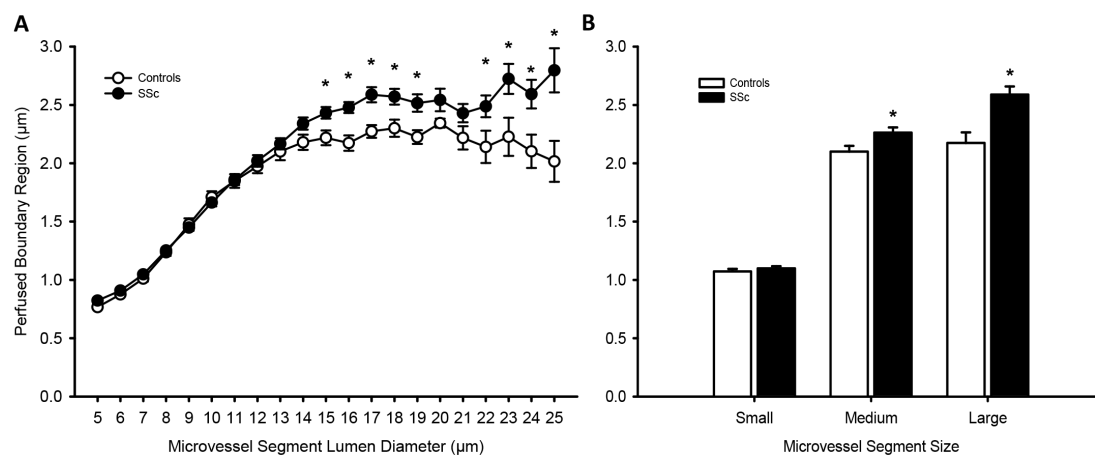 A
Perfused Boundary Region (μm)
3.0
2.5
2.0
1.5
1.0
0.5
0.0
Controls
SSc
* * * * * * * * *
5 6 7 8 9 10 11 12 13 14 15 16 17 18 19 20 21 22 23 24 25
Microvessel Segment Lumen Diameter (μm)
B
3.0
2.5
2.0
1.5
1.0
0.5
0.0
Controls
SSc
* *
Small Medium Large
Microvessel Segment Size